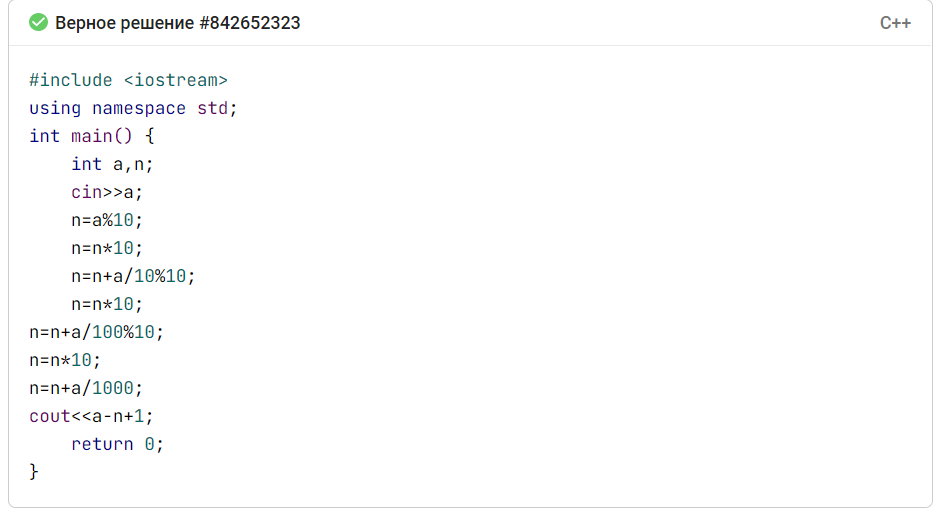 Верное решение #842652323
C++
#include <iostream>
using namespace std;
int main() {
    int a,n;
    cin>>a;
    n=a%10;
    n=n*10;
    n=n+a/10%10;
    n=n*10;
n=n+a/100%10;
n=n*10;
n=n+a/1000;
cout<<a-n+1;
    return 0;
}